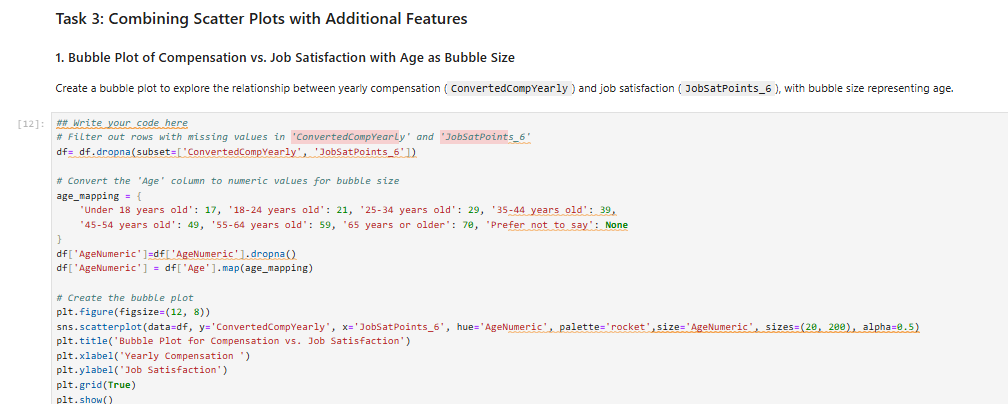 Task 3: Combining Scatter Plots with Additional Features
1. Bubble Plot of Compensation vs. Job Satisfaction with Age as Bubble Size
Create a bubble plot to explore the relationship between yearly compensation ( ConvertedCompYearly ) and job satisfaction ( JobSatPoints_6 ), with bubble size representing age.
[12]:
## Write your code here
# Filter out rows with missing values in 'ConvertedCompYearly' and 'JobSatPoints_6'
df= df.dropna(subset=['ConvertedCompYearly', 'JobSatPoints_6'])
# Convert the 'Age' column to numeric values for bubble size
age_mapping = {
'Under 18 years old': 17, '18-24 years old': 21, '25-34 years old': 29, '35-44 years old': 39,
'45-54 years old': 49, '55-64 years old': 59, '65 years or older': 70, 'Prefer not to say': None
}
df['AgeNumeric']=df['AgeNumeric'].dropna()
df['AgeNumeric'] = df['Age'].map(age_mapping)
# Create the bubble plot
plt.figure(figsize=(12, 8))
sns.scatterplot(data=df, y='ConvertedCompYearly', x='JobSatPoints_6', hue='AgeNumeric', palette='rocket',size='AgeNumeric', sizes=(20, 200), alpha=0.5)
plt.title('Bubble Plot for Compensation vs. Job Satisfaction')
plt.xlabel('Yearly Compensation ')
plt.ylabel('Job Satisfaction')
plt.grid(True)
plt.show()